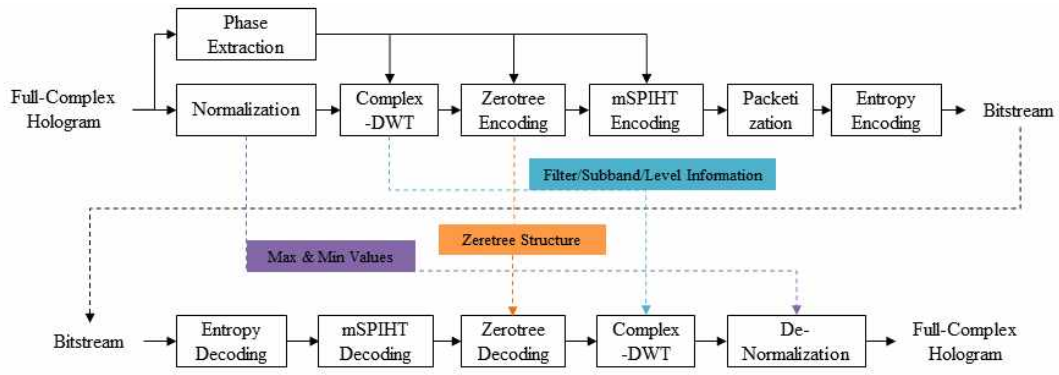 Phase
Extraction
Full-Complex
Hologram
Normalization
Complex
-DWT
Zerotree
Encoding
mSPIHT
Encoding
Packeti
zation
Entropy
Encoding
Bitstream
Filter/Subband/Level Information
Zeretree Structure
Max & Min Values
Bitstream
Entropy
Decoding
mSPIHT
Decoding
Zerotree
Decoding
Complex
-DWT
De-
Normalization
Full-Complex
Hologram